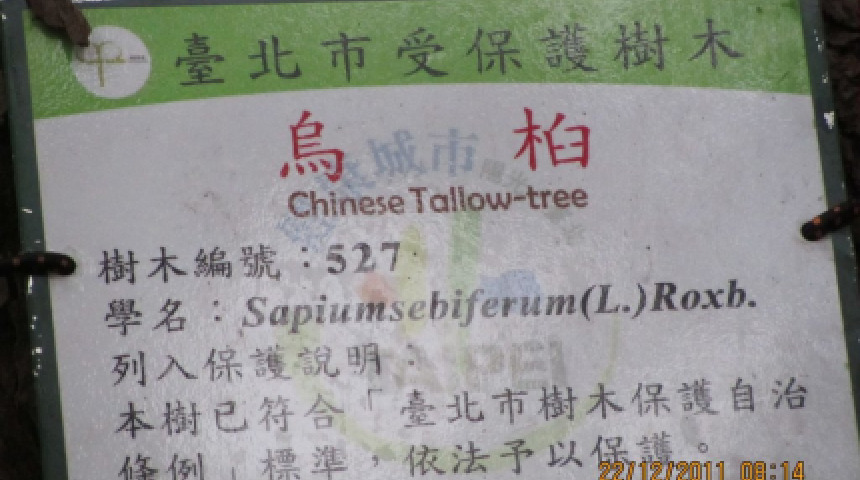 臺北市受保護樹木
烏桕
Chinese Tallow-tree
樹木編號：527
學名：Sapiumsebiferum(L.)Roxb.
列入保護說明：
本樹已符合「臺北市樹木保護自治
條例」標準，依法予以保護。
22/12/2011 09:14